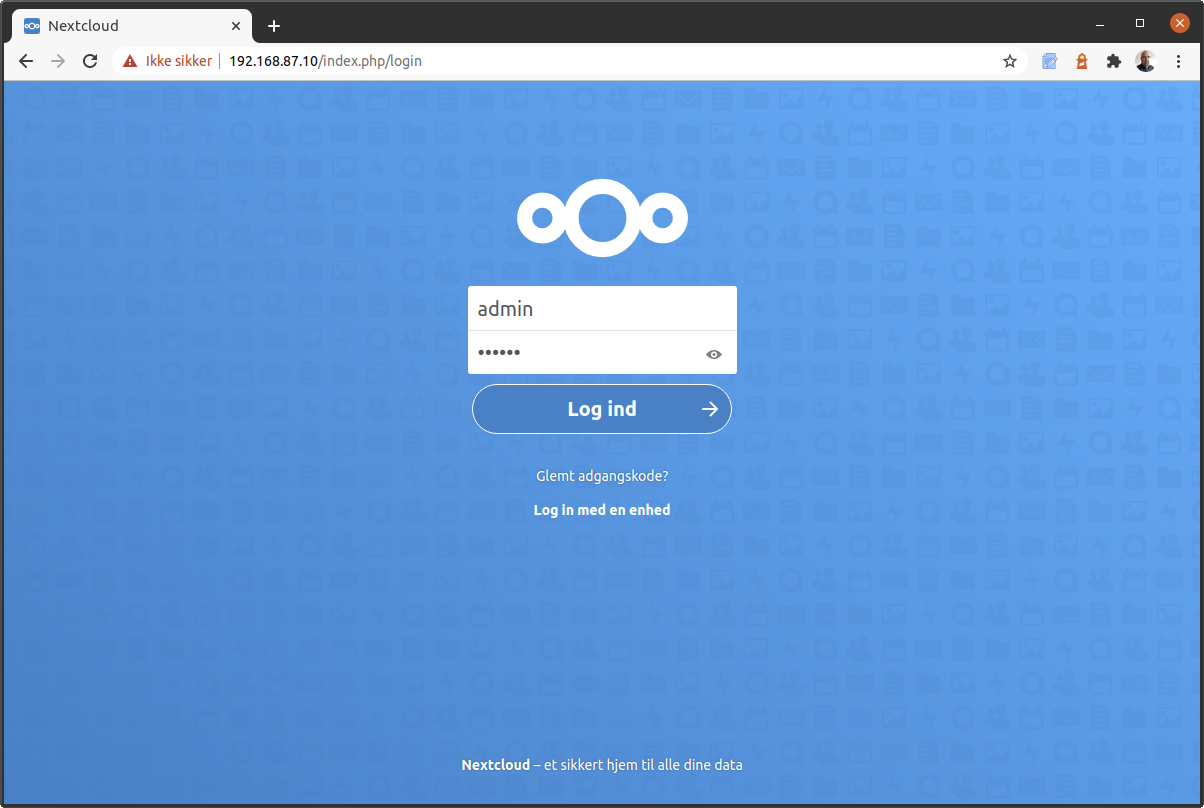 Nextcloud
Ikke sikker 192.168.87.10/index.php/login
admin
••••••
Log ind
Glemt adgangskode?
Log in med en enhed
Nextcloud – et sikkert hjem til alle dine data